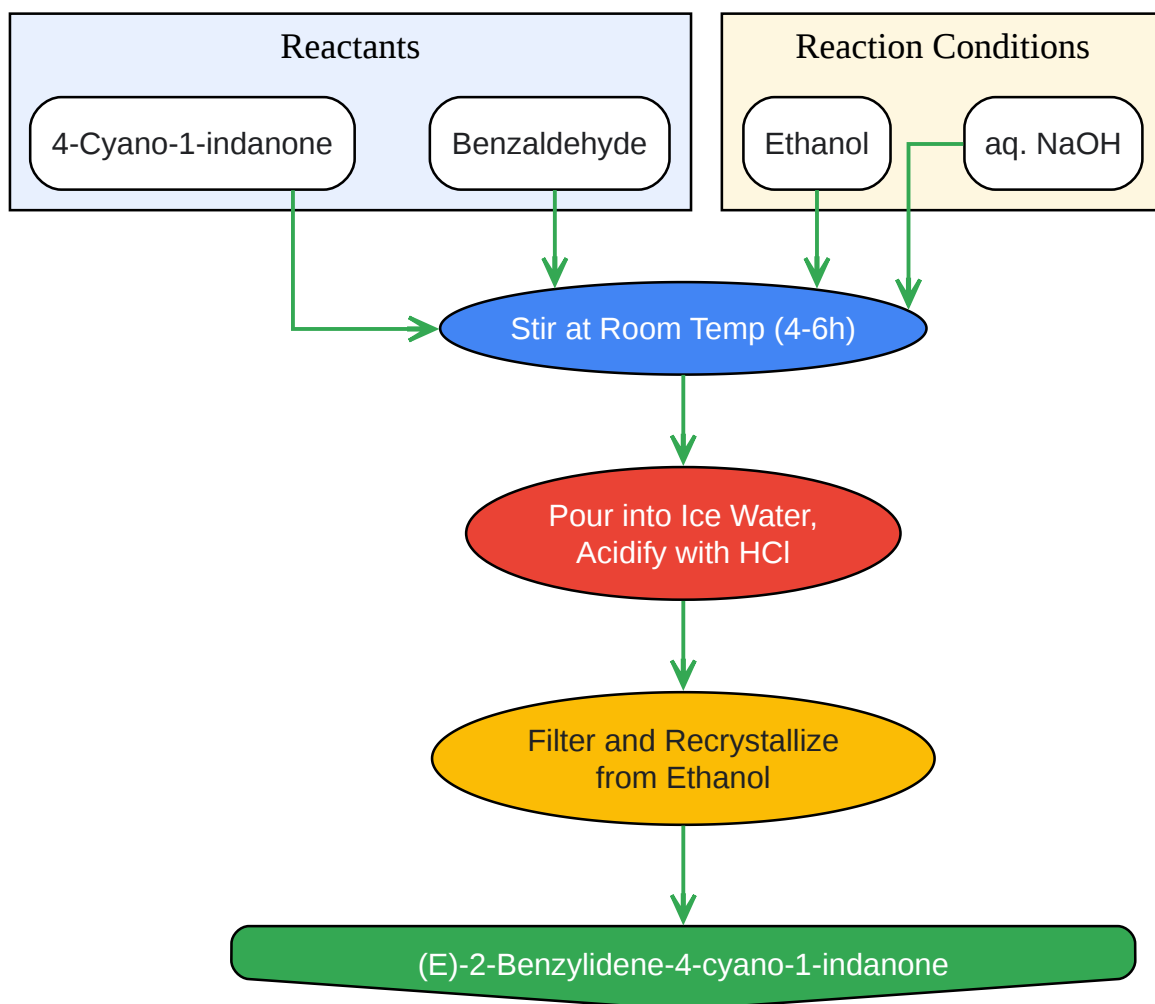 Reactants
Reaction Conditions
4-Cyano-1-indanone
Benzaldehyde
Ethanol
aq. NaOH
Stir at Room Temp (4-6h)
Pour into Ice Water,
Acidify with HCl
Filter and Recrystallize
from Ethanol
(E)-2-Benzylidene-4-cyano-1-indanone